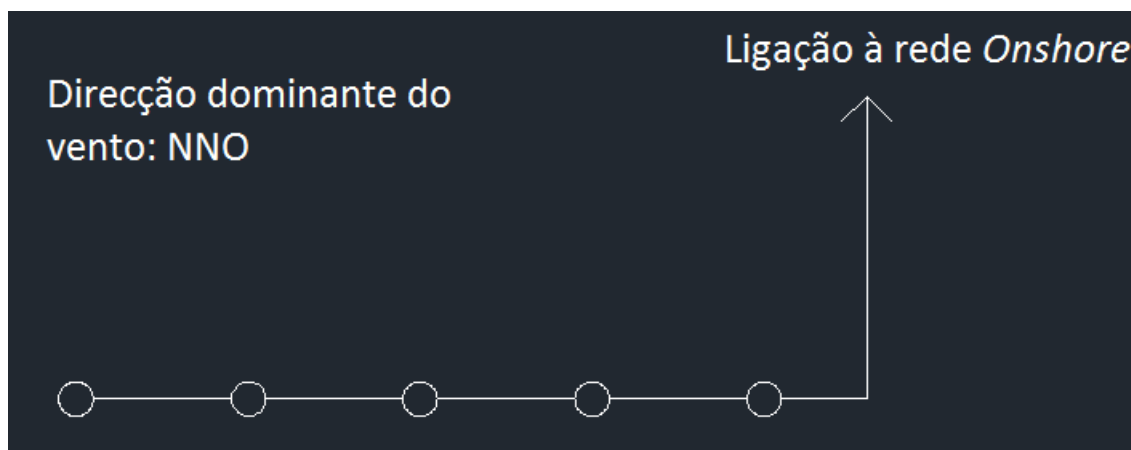 Ligação à rede Onshore
Direcção dominante do
vento: NNO